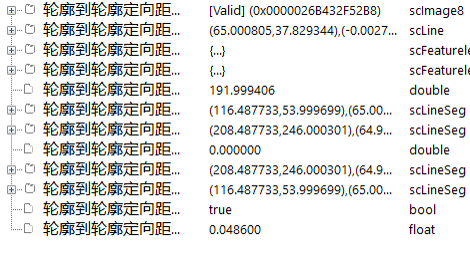 轮廓到轮廓定向距... [Valid] (0x0000026B432F52B8) scImage8
轮廓到轮廓定向距... (65.000805,37.829344),(-0.0027... scLine
轮廓到轮廓定向距... {...} scFeatureI
轮廓到轮廓定向距... {...} scFeatureI
轮廓到轮廓定向距... 191.999406 double
轮廓到轮廓定向距... (116.487733,53.999699),(65.00... scLineSeg
轮廓到轮廓定向距... (208.487733,246.000301),(64.9... scLineSeg
轮廓到轮廓定向距... 0.000000 double
轮廓到轮廓定向距... (208.487733,246.000301),(64.9... scLineSeg
轮廓到轮廓定向距... (116.487733,53.999699),(65.00... scLineSeg
轮廓到轮廓定向距... true bool
轮廓到轮廓定向距... 0.048600 float